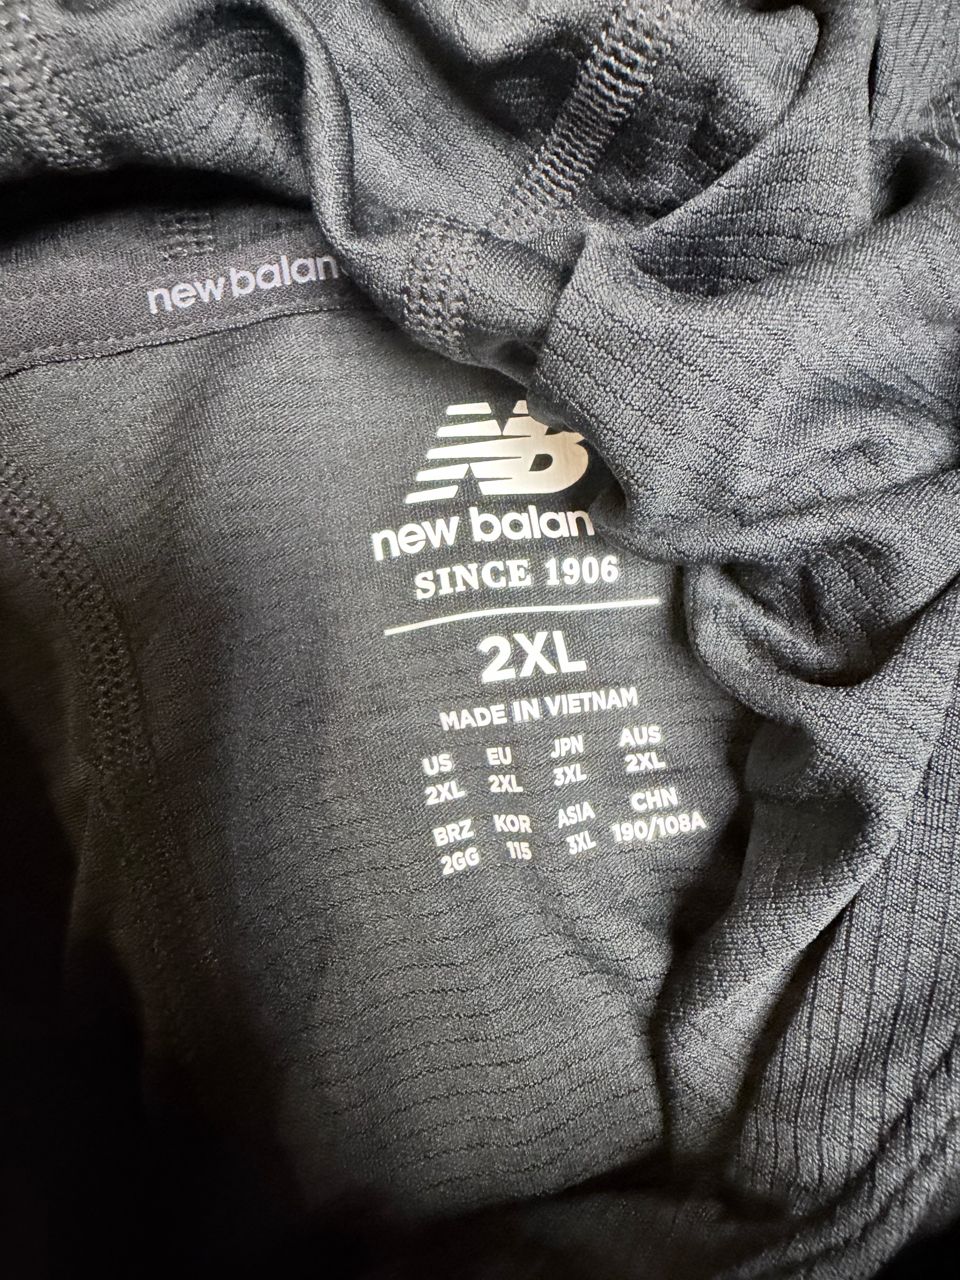 new balan
NB
new balan
SINCE 1906
2XL
MADE IN VIETNAM
US EU JPN AUS
2XL 2XL 3XL 2XL
BRZ KOR ASIA CHN
2GG 115 3XL 190/108A